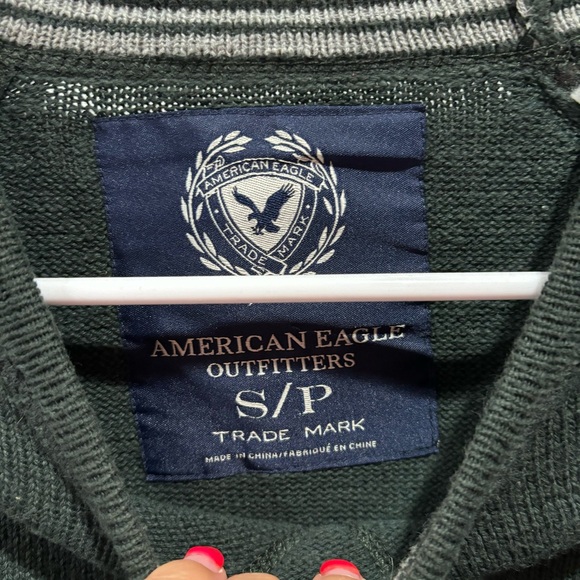 AMERICAN EAGLE
TRADE MARK
AMERICAN EAGLE
OUTFITTERS
S/P
TRADE MARK
MADE IN CHINA/FABRIQUÉ EN CHINE